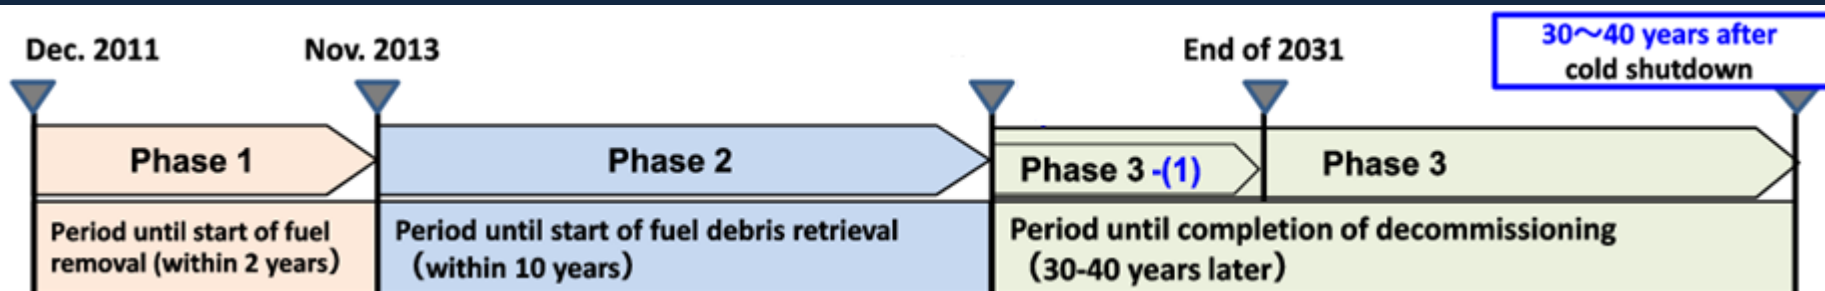 Dec. 2011
Nov. 2013
End of 2031
30～40 years after
cold shutdown
Phase 1
Phase 2
Phase 3 -(1)
Phase 3
Period until start of fuel
removal (within 2 years)
Period until start of fuel debris retrieval
（within 10 years）
Period until completion of decommissioning
（30-40 years later）